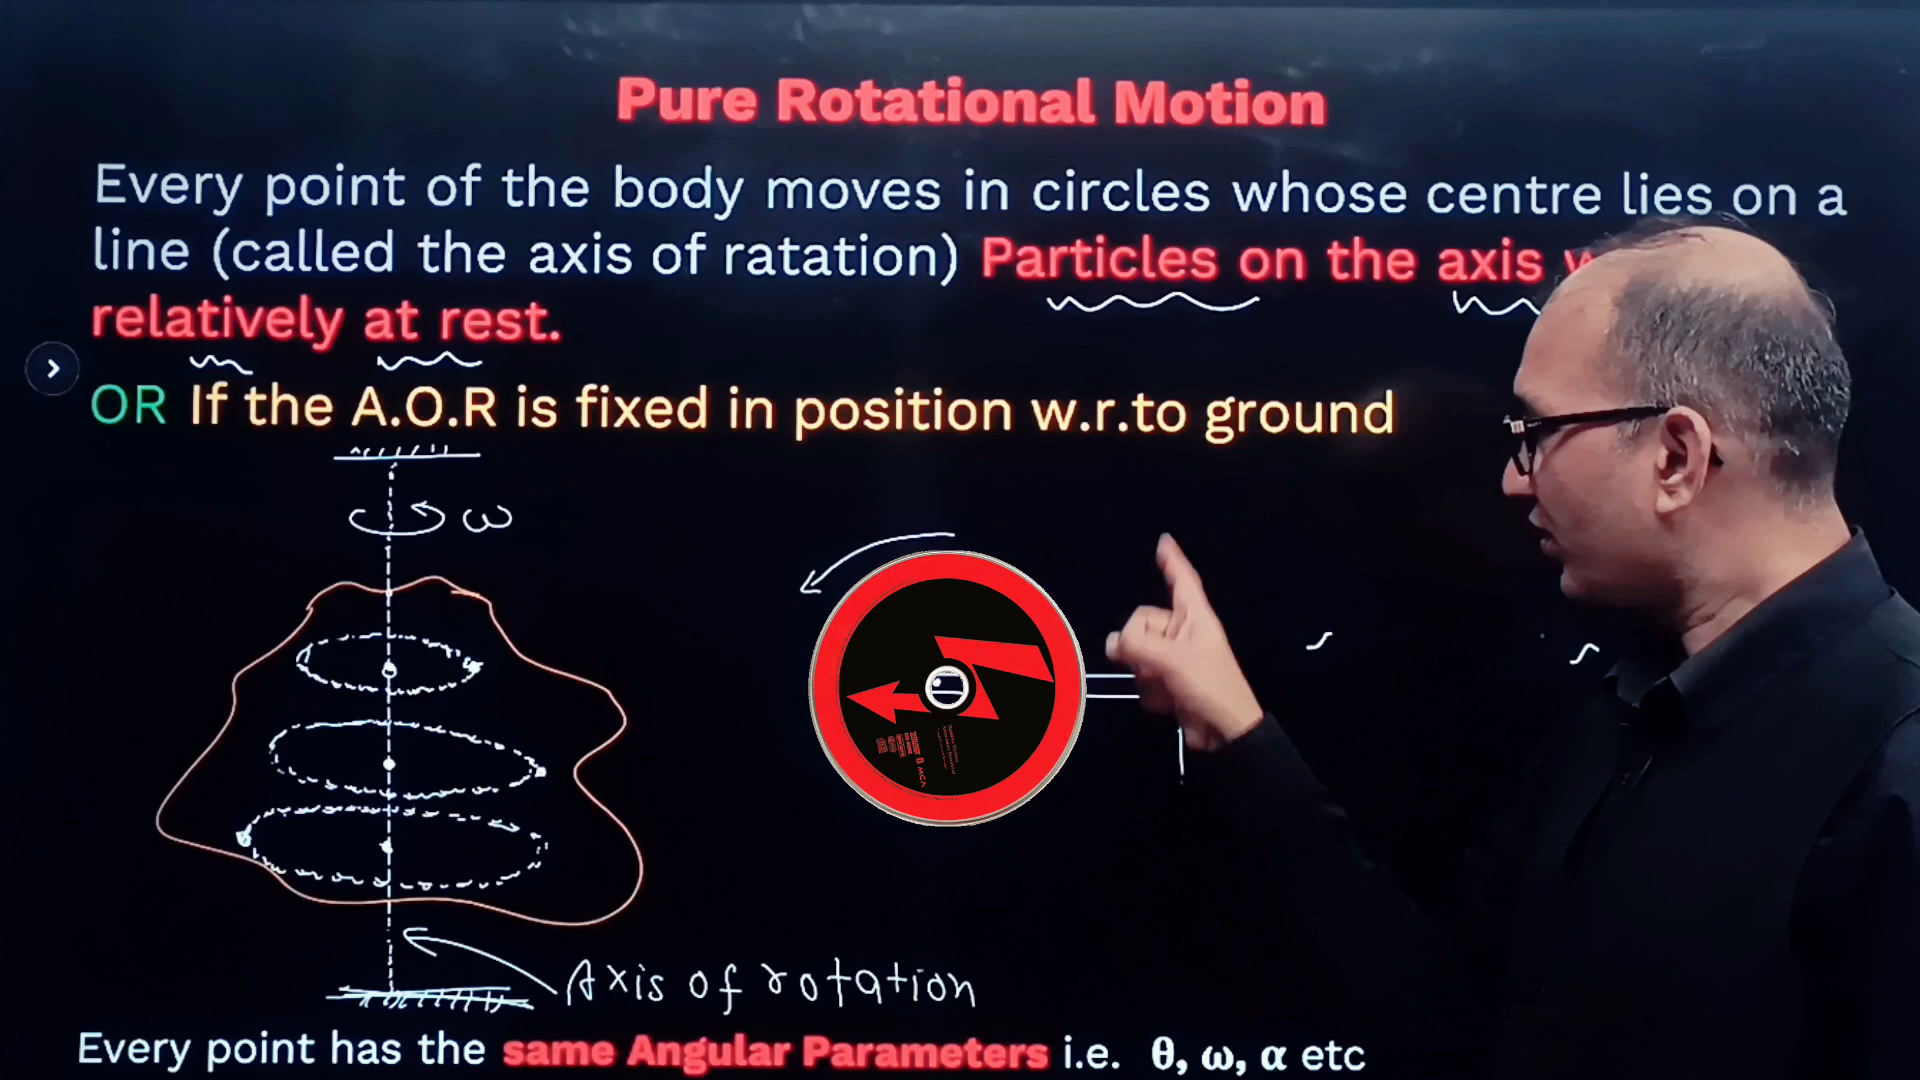 Pure Rotational Motion
Every point of the body moves in circles whose centre lies on a
line (called the axis of ratation) Particles on the axis
relatively at rest.
OR If the A.O.R is fixed in position w.r.to ground
ω
MCA
Axis of rotation
Every point has the same Angular Parameters i.e. θ, ω, α etc